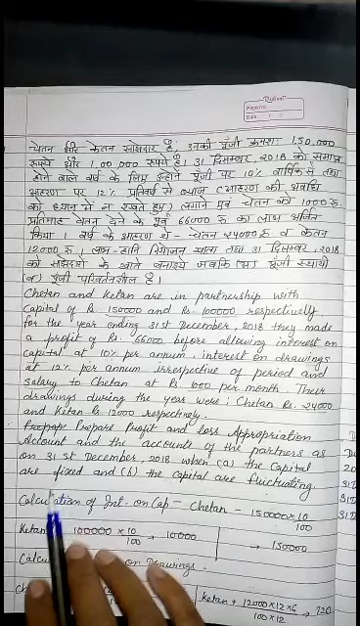 चेतन और केतन साझेदार हैं, उनकी पूँजी क्रमशः 1,50,000
रूपये और 1,00,000 रूपये है। 31 दिसम्बर, 2018 को समाप्त
होने वाले वर्ष के लिए इन्होंने पूँजी पर 10% वार्षिक से तथा
आहरण पर 12% प्रतिवर्ष से ब्याज (आहरण की अवधि
को ध्यान में न रखते हुए) लगाने एवं चेतन को 1000 रु
प्रतिमाह वेतन देने के पूर्व 66000 रु का लाभ अर्जित
किया। वर्ष के आहरण थे - चेतन 24000 रु व केतन
12000 रु, लाभ-हानि नियोजन खाता तथा 31 दिसम्बर, 2018
को साझेदारों के खाते बनाइये जबकि (अ) पूँजी स्थायी
(ब) पूँजी परिवर्तनशील है।
Chetan and Ketan are in partnership with
Capital of Rs 150000 and Rs. 100000 respectively
for the year ending 31st December, 2018 they made
a profit of Rs. 66000 before allowing interest on
capital at 10% per annum, interest on drawings
at 12% per annum irrespective of period and
salary to Chetan at Rs 1000 per month. Their
drawings during the year were: Chetan Rs. 24000
and Ketan Rs 12000 respectively.
Prepare Profit and Loss Appropriation
Account and the accounts of the partners as
on 31st December, 2018 when (a) the Capital
are fixed and (b) the capital are fluctuating
Calculation of Int. on Cap - Chetan - 150000 × 10
100
Ketan 100000 × 10 → 10000
100
→ 150000
on Drawings.
Ketan → 12000 × 12 × 6 → 720
100 × 12